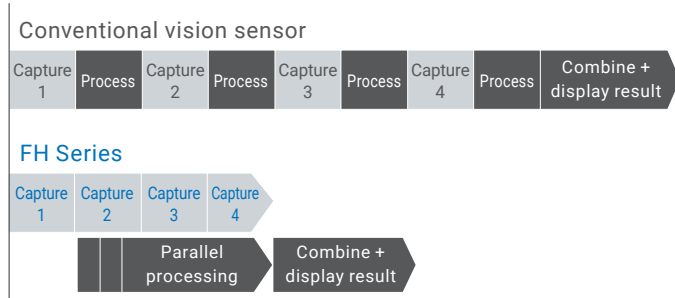 Conventional vision sensor
Capture 1
Process
Capture 2
Process
Capture 3
Process
Capture 4
Process
Combine +
display result
FH Series
Capture 1
Capture 2
Capture 3
Capture 4
Parallel
processing
Combine +
display result